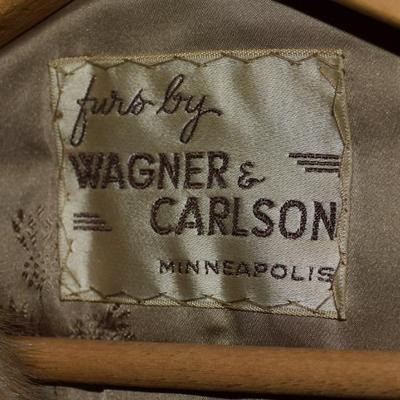 furs by
WAGNER &
CARLSON
MINNEAPOLIS